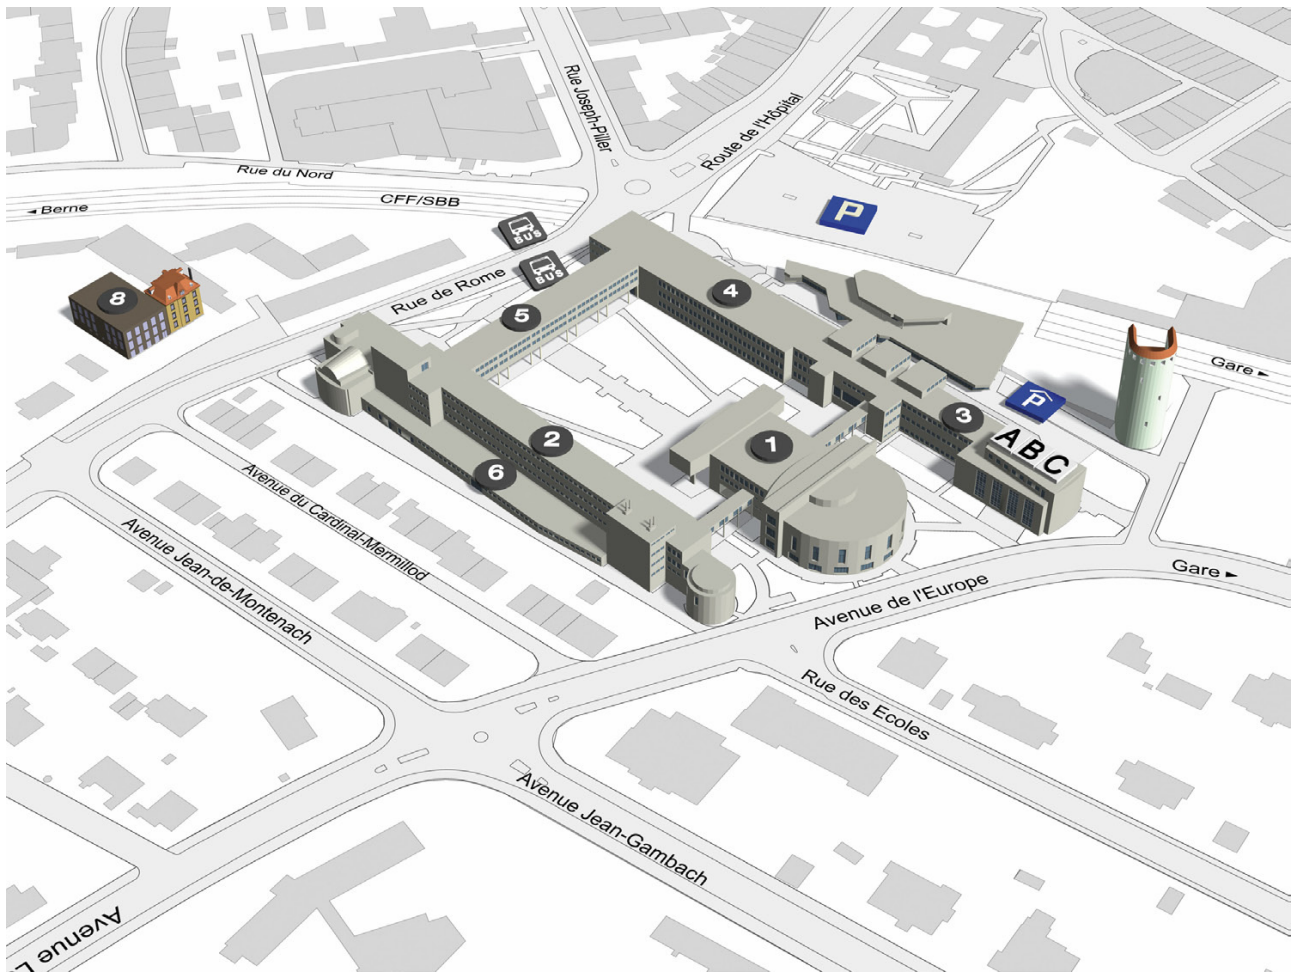 Rue Joseph-Piller
Route de l'Hôpital
Rue du Nord
CFF/SBB
◄ Berne
P
BUS
BUS
Rue de Rome
8
4
5
Gare ►
P
3
ABC
1
2
6
Avenue du Cardinal-Mermillod
Avenue Jean-de-Montenach
Gare ►
Avenue de l'Europe
Rue des Ecoles
Avenue Jean-Gambach
Avenue L